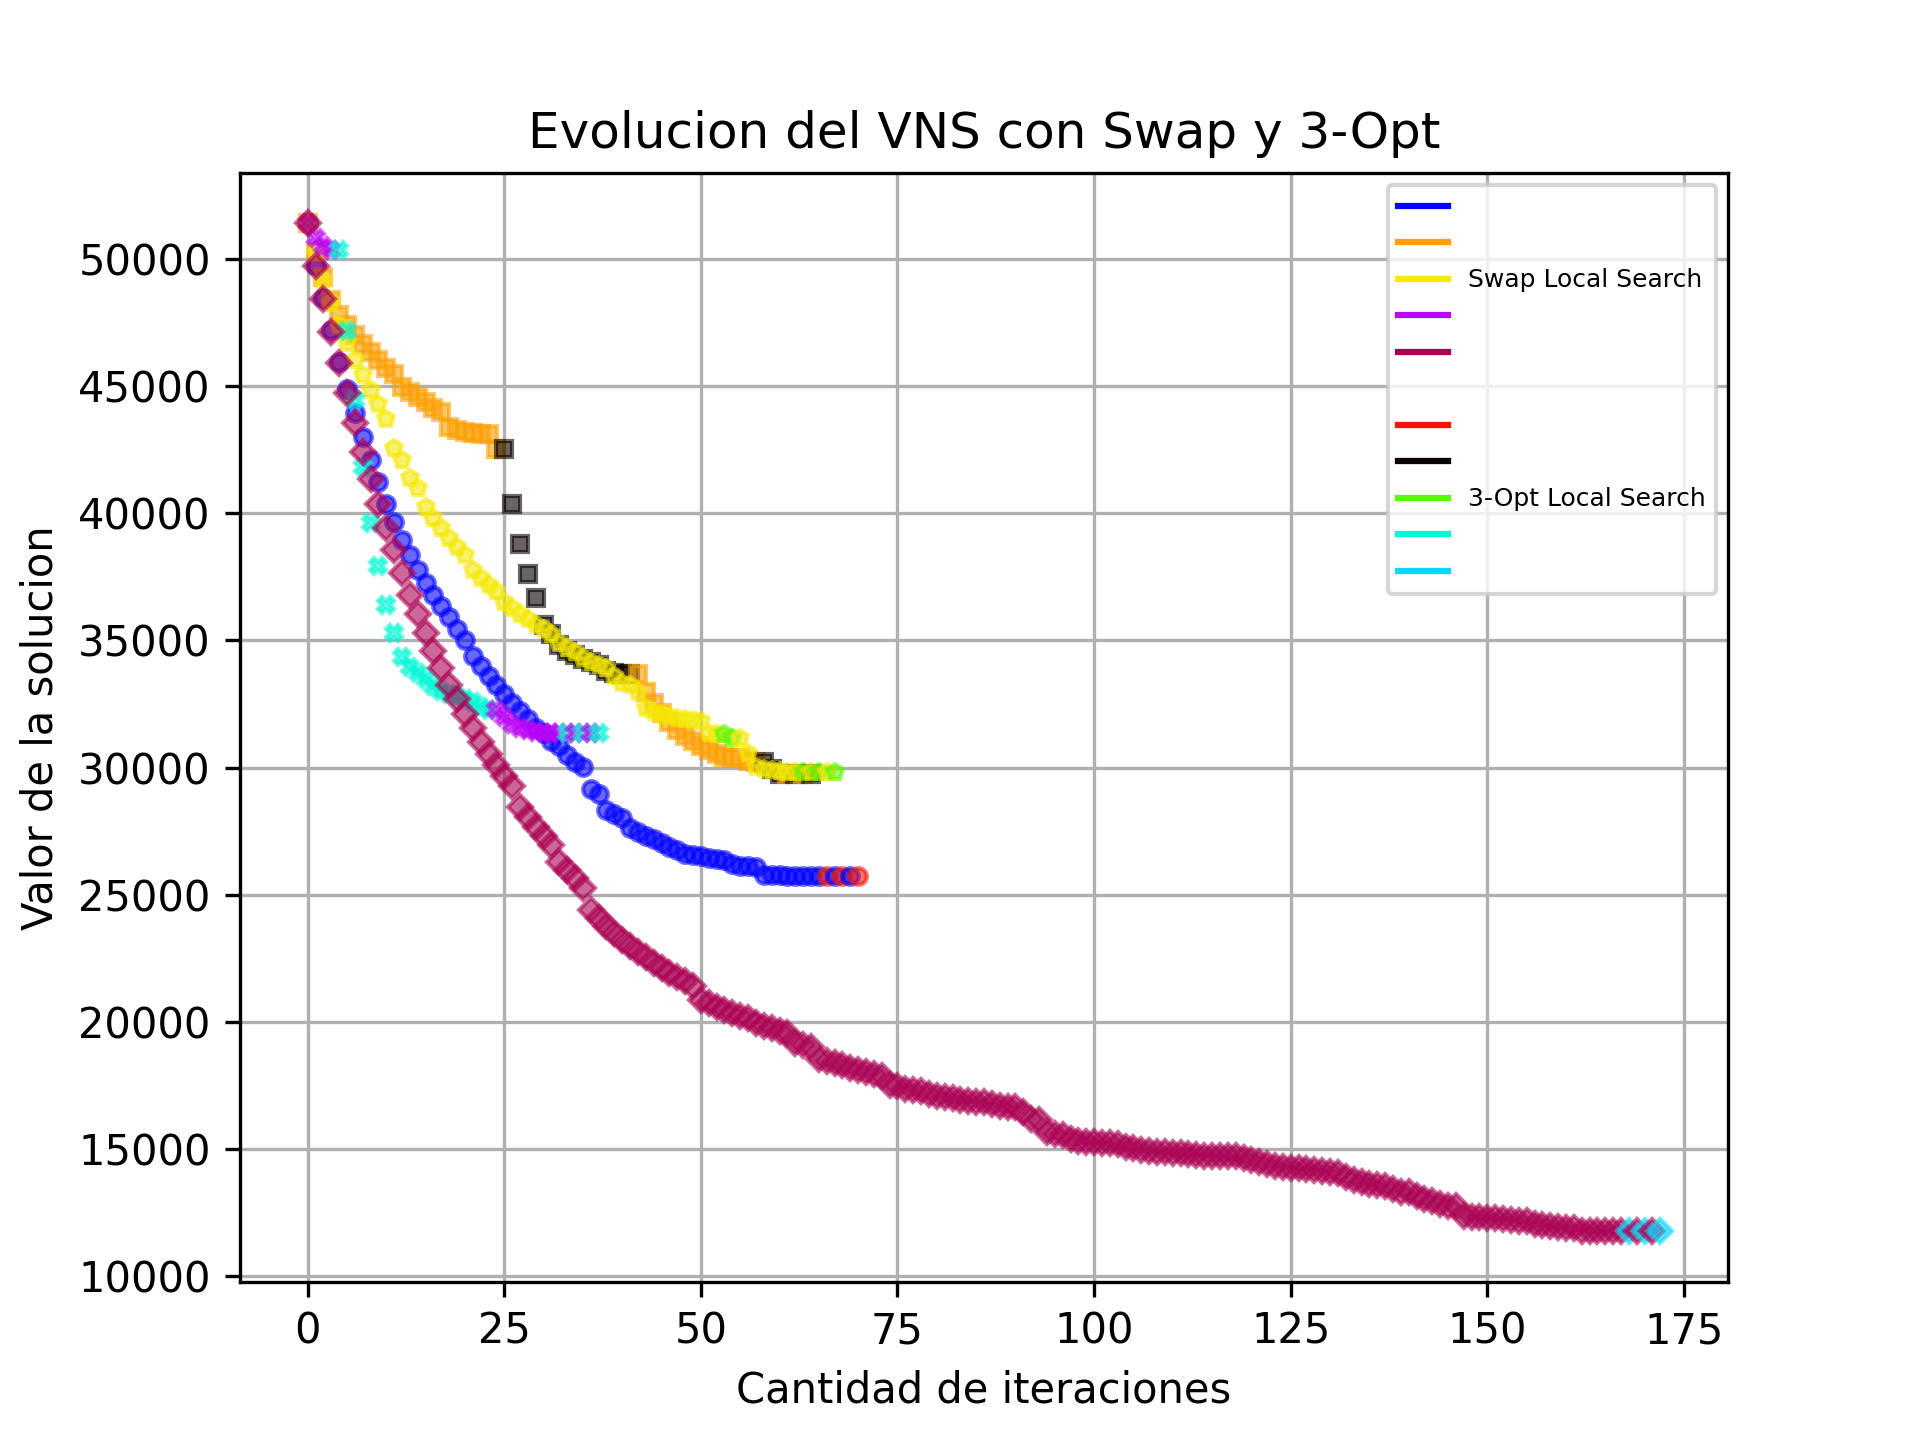 Evolucion del VNS con Swap y 3-Opt
Valor de la solucion
50000
45000
40000
35000
30000
25000
20000
15000
10000
Swap Local Search
3-Opt Local Search
0 25 50 75 100 125 150 175
Cantidad de iteraciones